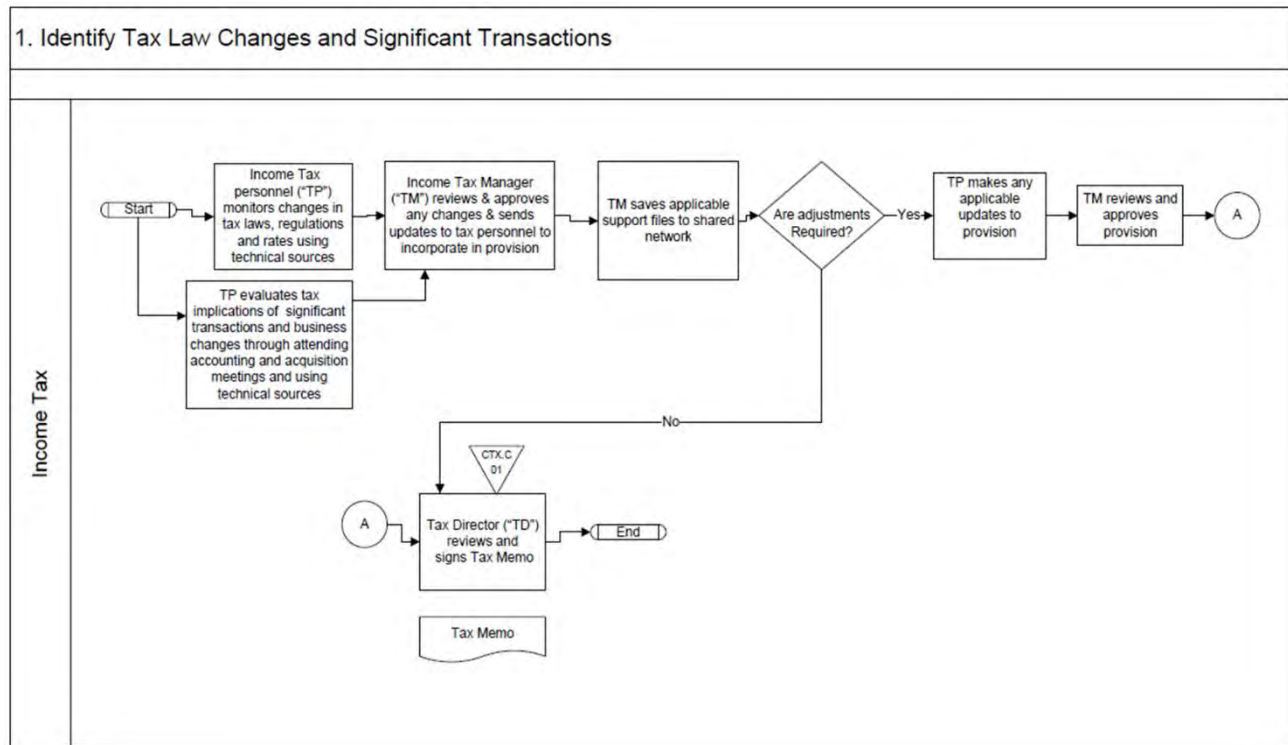 1. Identify Tax Law Changes and Significant Transactions
Income Tax
Start
Income Tax
personnel ("TP")
monitors changes in
tax laws, regulations
and rates using
technical sources
TP evaluates tax
implications of significant
transactions and business
changes through attending
accounting and acquisition
meetings and using
technical sources
Income Tax Manager
("TM") reviews & approves
any changes & sends
updates to tax personnel to
incorporate in provision
TM saves applicable
support files to shared
network
Are adjustments
Required?
Yes
TP makes any
applicable
updates to
provision
TM reviews and
approves
provision
A
No
CTX.C
01
A
Tax Director ("TD")
reviews and
signs Tax Memo
End
Tax Memo